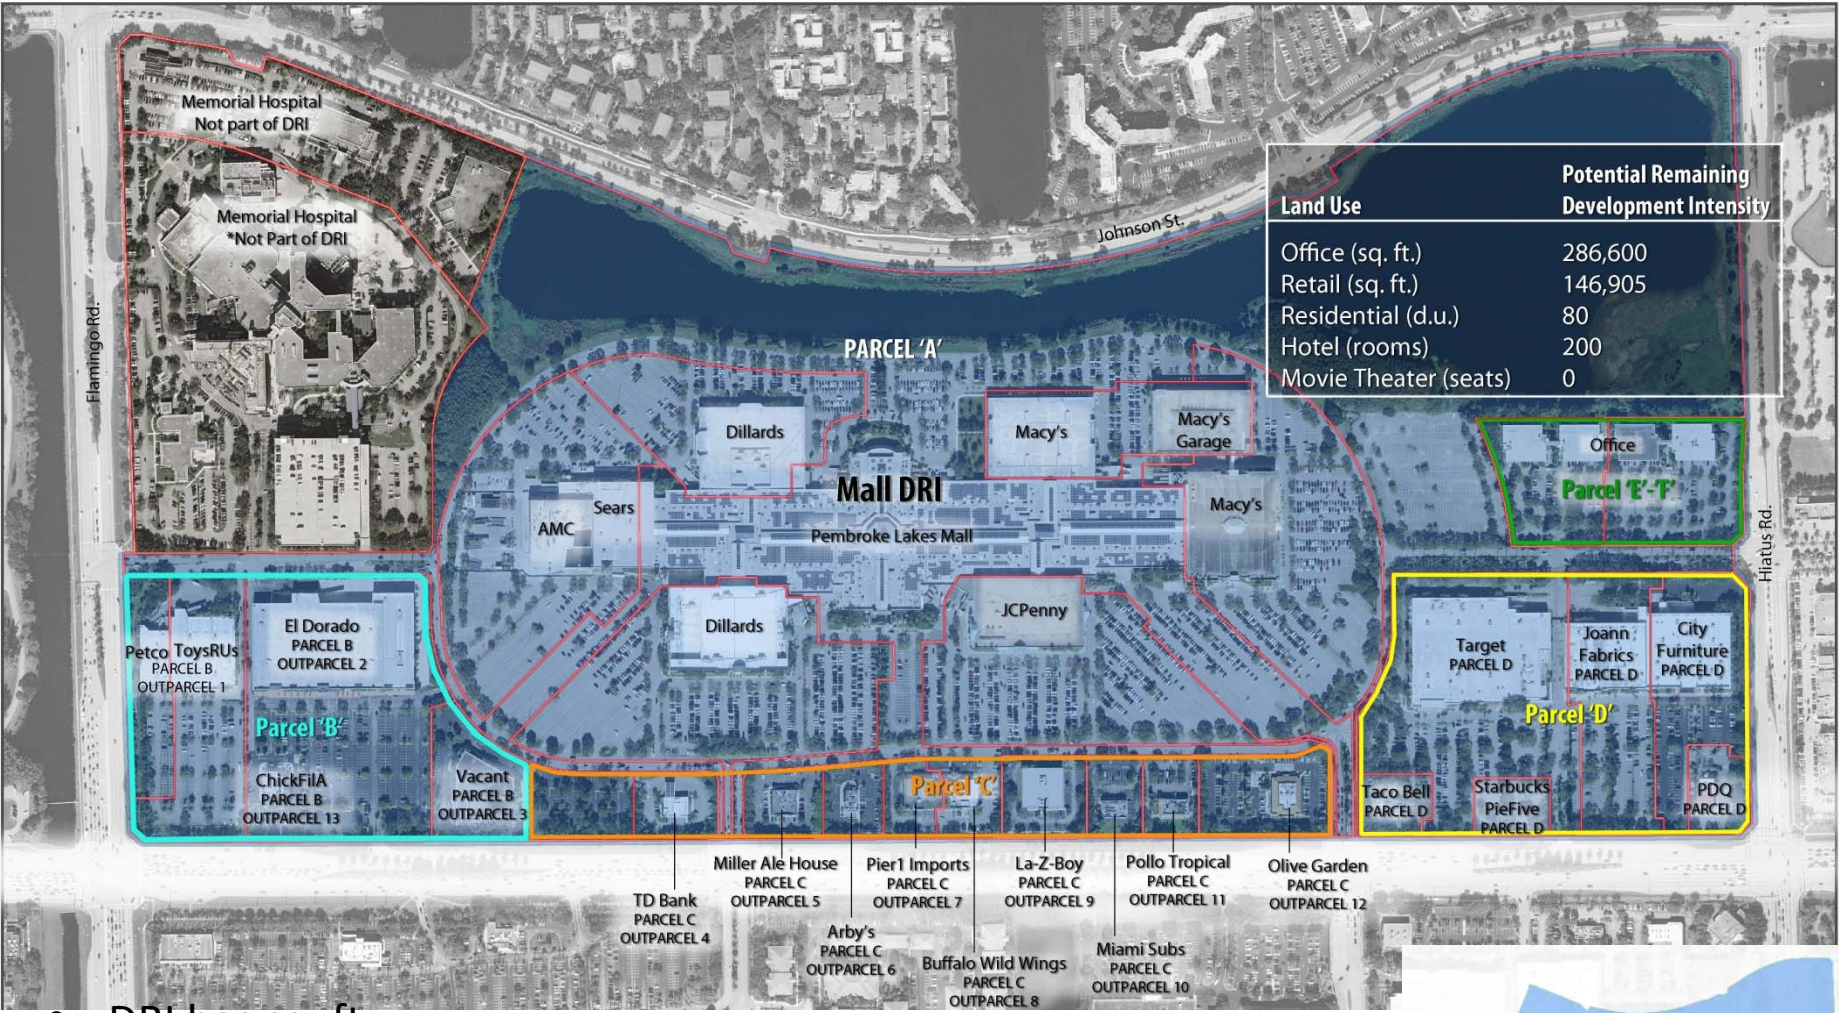 Memorial Hospital
Not part of DRI
Memorial Hospital
*Not Part of DRI
Flamingo Rd.
Johnson St.
Land Use
Potential Remaining
Development Intensity
Office (sq. ft.) 286,600
Retail (sq. ft.) 146,905
Residential (d.u.) 80
Hotel (rooms) 200
Movie Theater (seats) 0
PARCEL 'A'
Dillards
Macy's
Macy's
Garage
Office
Parcel 'E'-'F'
Mall DRI
Sears
AMC
Macy's
Pembroke Lakes Mall
Hiatus Rd.
El Dorado
PARCEL B
OUTPARCEL 2
Petco ToysRUs
PARCEL B
OUTPARCEL 1
Dillards
JCPenny
Target
PARCEL D
Joann
Fabrics
PARCEL D
City
Furniture
PARCEL D
Parcel 'B'
Parcel 'D'
ChickFilA
PARCEL B
OUTPARCEL 13
Vacant
PARCEL B
OUTPARCEL 3
Parcel 'C'
Taco Bell
PARCEL D
Starbucks
PieFive
PARCEL D
PDQ
PARCEL D
TD Bank
PARCEL C
OUTPARCEL 4
Miller Ale House
PARCEL C
OUTPARCEL 5
Arby's
PARCEL C
OUTPARCEL 6
Pier1 Imports
PARCEL C
OUTPARCEL 7
Buffalo Wild Wings
PARCEL C
OUTPARCEL 8
La-Z-Boy
PARCEL C
OUTPARCEL 9
Miami Subs
PARCEL C
OUTPARCEL 10
Pollo Tropical
PARCEL C
OUTPARCEL 11
Olive Garden
PARCEL C
OUTPARCEL 12
DRI